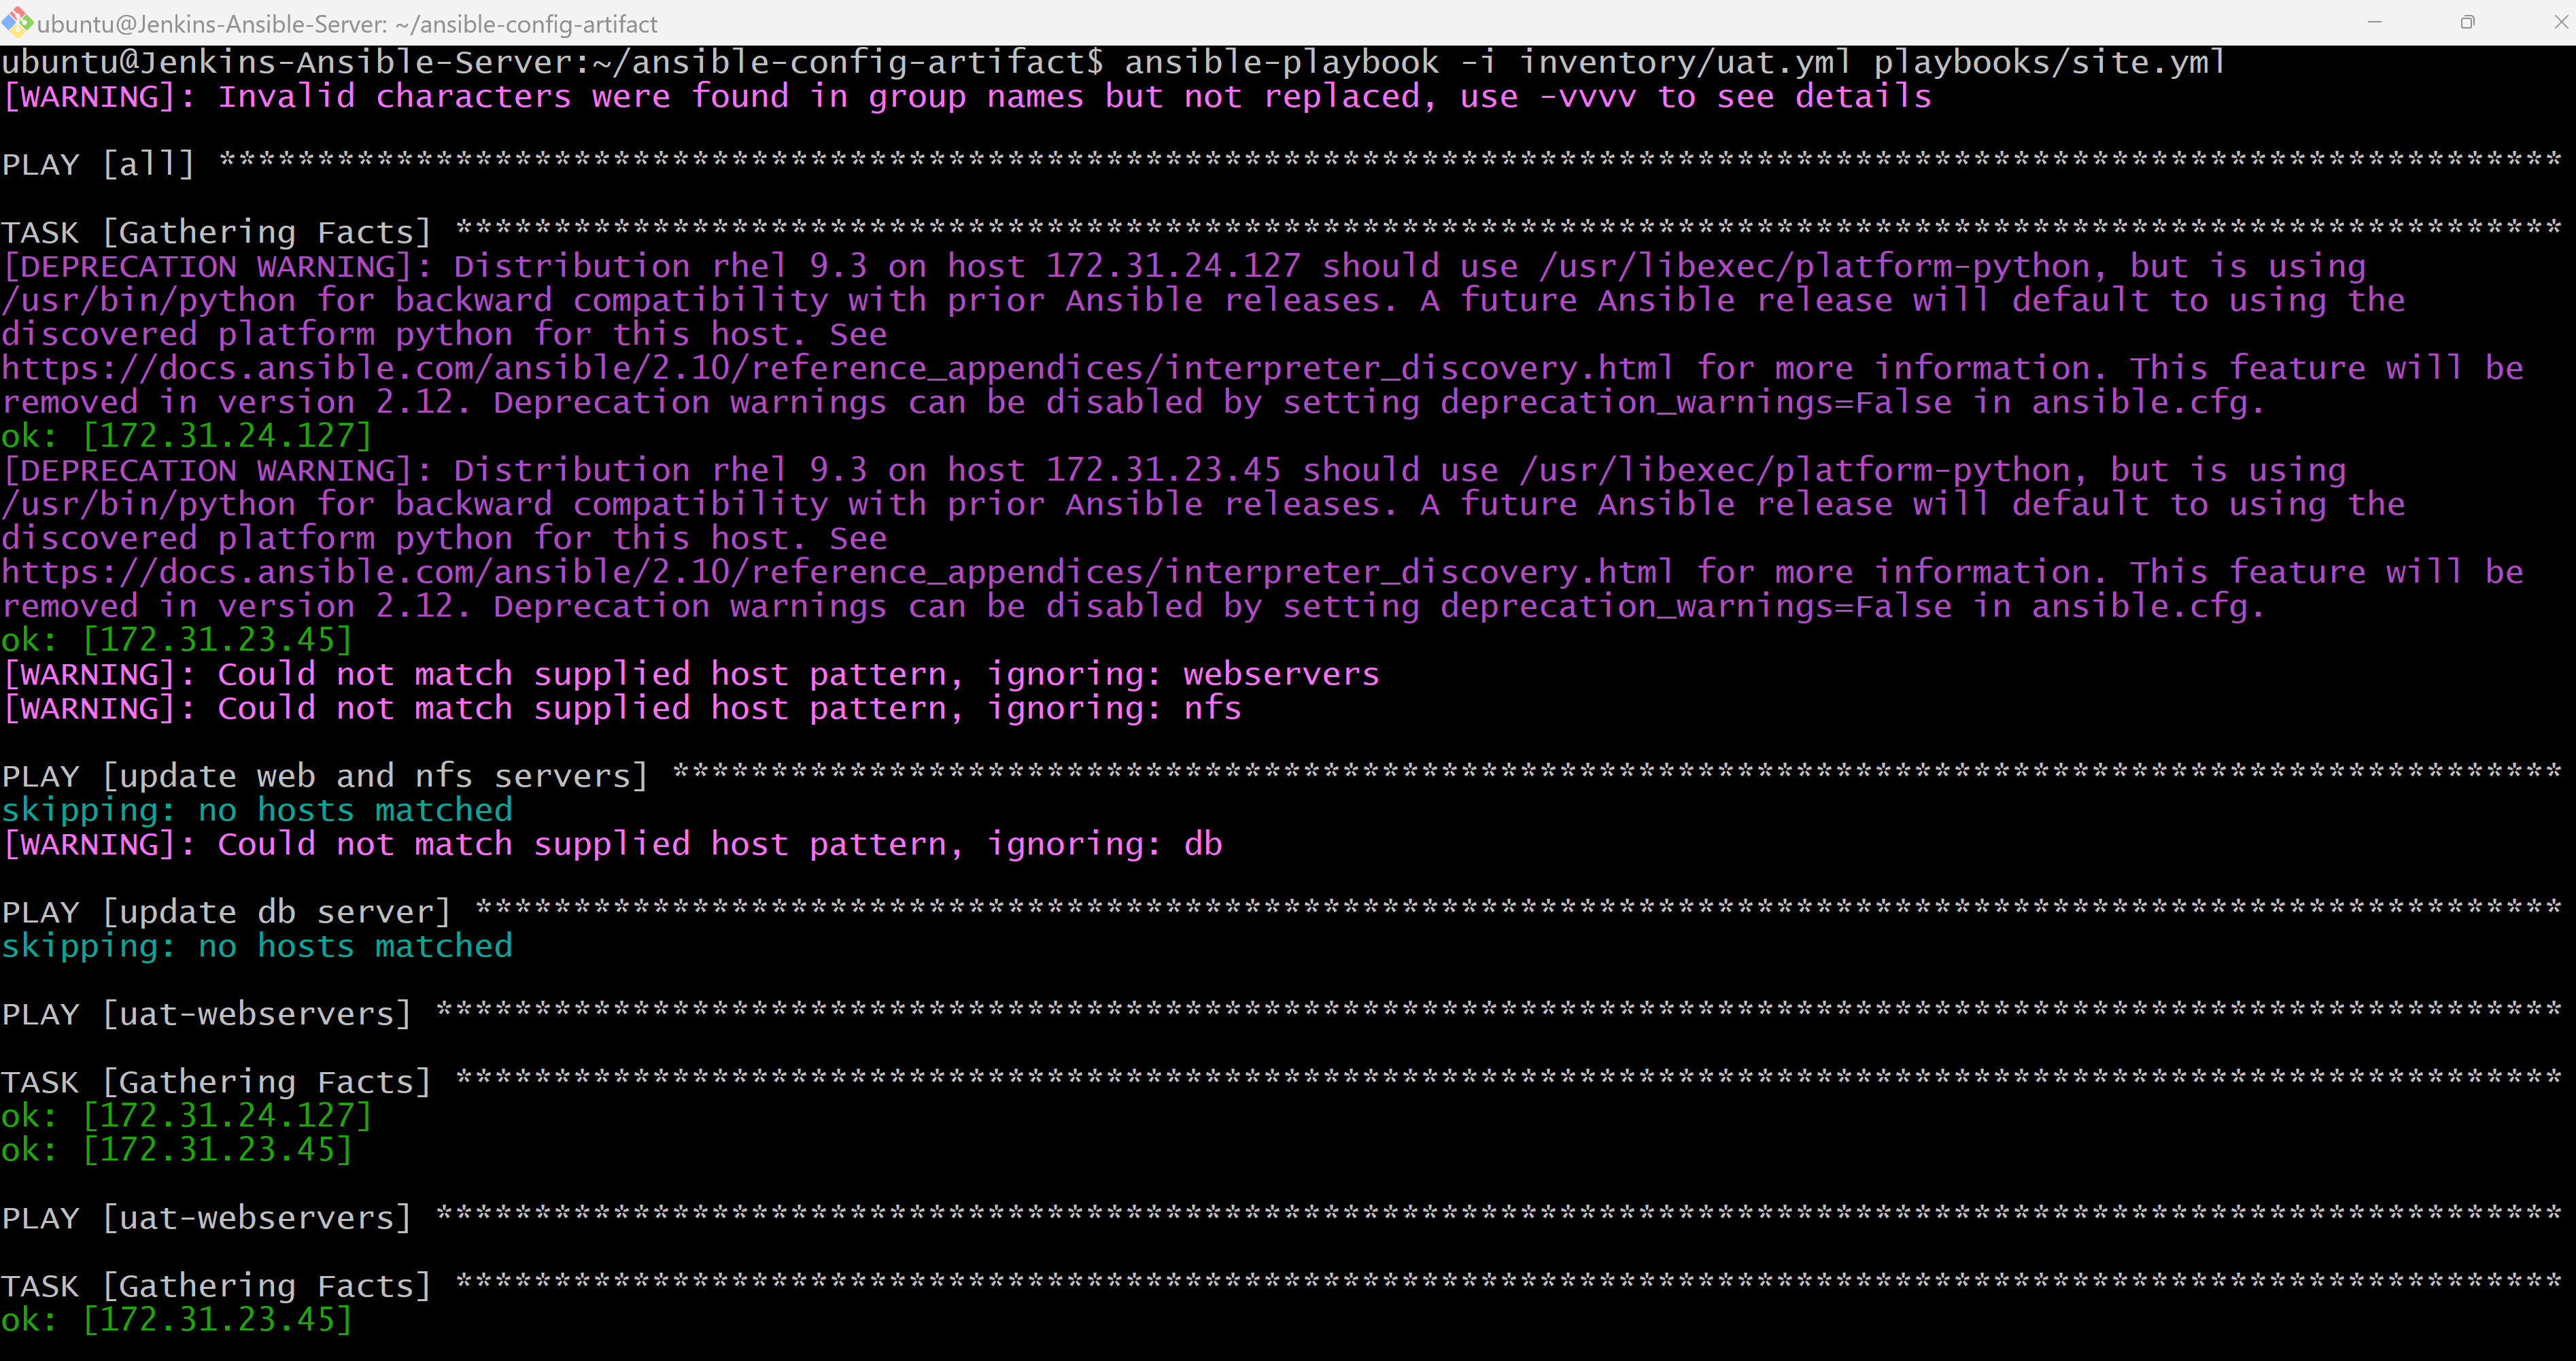 ubuntu@Jenkins-Ansible-Server: ~/ansible-config-artifact
ubuntu@Jenkins-Ansible-Server:~/ansible-config-artifact$ ansible-playbook -i inventory/uat.yml playbooks/site.yml
[WARNING]: Invalid characters were found in group names but not replaced, use -vvvv to see details
PLAY [all] ***********************************************************************************************************************
TASK [Gathering Facts] ***********************************************************************************************************
[DEPRECATION WARNING]: Distribution rhel 9.3 on host 172.31.24.127 should use /usr/libexec/platform-python, but is using
/usr/bin/python for backward compatibility with prior Ansible releases. A future Ansible release will default to using the
discovered platform python for this host. See
https://docs.ansible.com/ansible/2.10/reference_appendices/interpreter_discovery.html for more information. This feature will be
removed in version 2.12. Deprecation warnings can be disabled by setting deprecation_warnings=False in ansible.cfg.
ok: [172.31.24.127]
[DEPRECATION WARNING]: Distribution rhel 9.3 on host 172.31.23.45 should use /usr/libexec/platform-python, but is using
/usr/bin/python for backward compatibility with prior Ansible releases. A future Ansible release will default to using the
discovered platform python for this host. See
https://docs.ansible.com/ansible/2.10/reference_appendices/interpreter_discovery.html for more information. This feature will be
removed in version 2.12. Deprecation warnings can be disabled by setting deprecation_warnings=False in ansible.cfg.
ok: [172.31.23.45]
[WARNING]: Could not match supplied host pattern, ignoring: webservers
[WARNING]: Could not match supplied host pattern, ignoring: nfs
PLAY [update web and nfs servers] ************************************************************************************************
skipping: no hosts matched
[WARNING]: Could not match supplied host pattern, ignoring: db
PLAY [update db server] **********************************************************************************************************
skipping: no hosts matched
PLAY [uat-webservers] ************************************************************************************************************
TASK [Gathering Facts] ***********************************************************************************************************
ok: [172.31.24.127]
ok: [172.31.23.45]
PLAY [uat-webservers] ************************************************************************************************************
TASK [Gathering Facts] ***********************************************************************************************************
ok: [172.31.23.45]